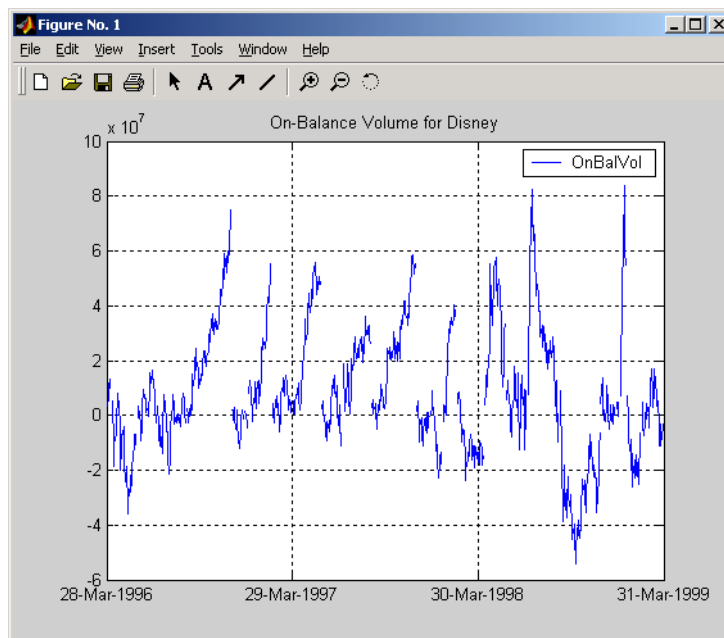 Figure No. 1
File Edit View Insert Tools Window Help
A
x 10^7
On-Balance Volume for Disney
OnBalVol
10
8
6
4
2
0
-2
-4
-6
28-Mar-1996 29-Mar-1997 30-Mar-1998 31-Mar-1999